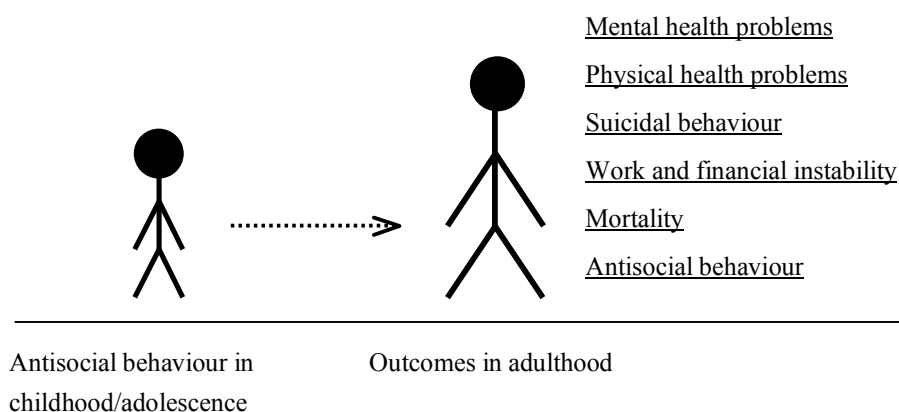 Mental health problems
Physical health problems
Suicidal behaviour
Work and financial instability
Mortality
Antisocial behaviour
Antisocial behaviour in
childhood/adolescence
Outcomes in adulthood